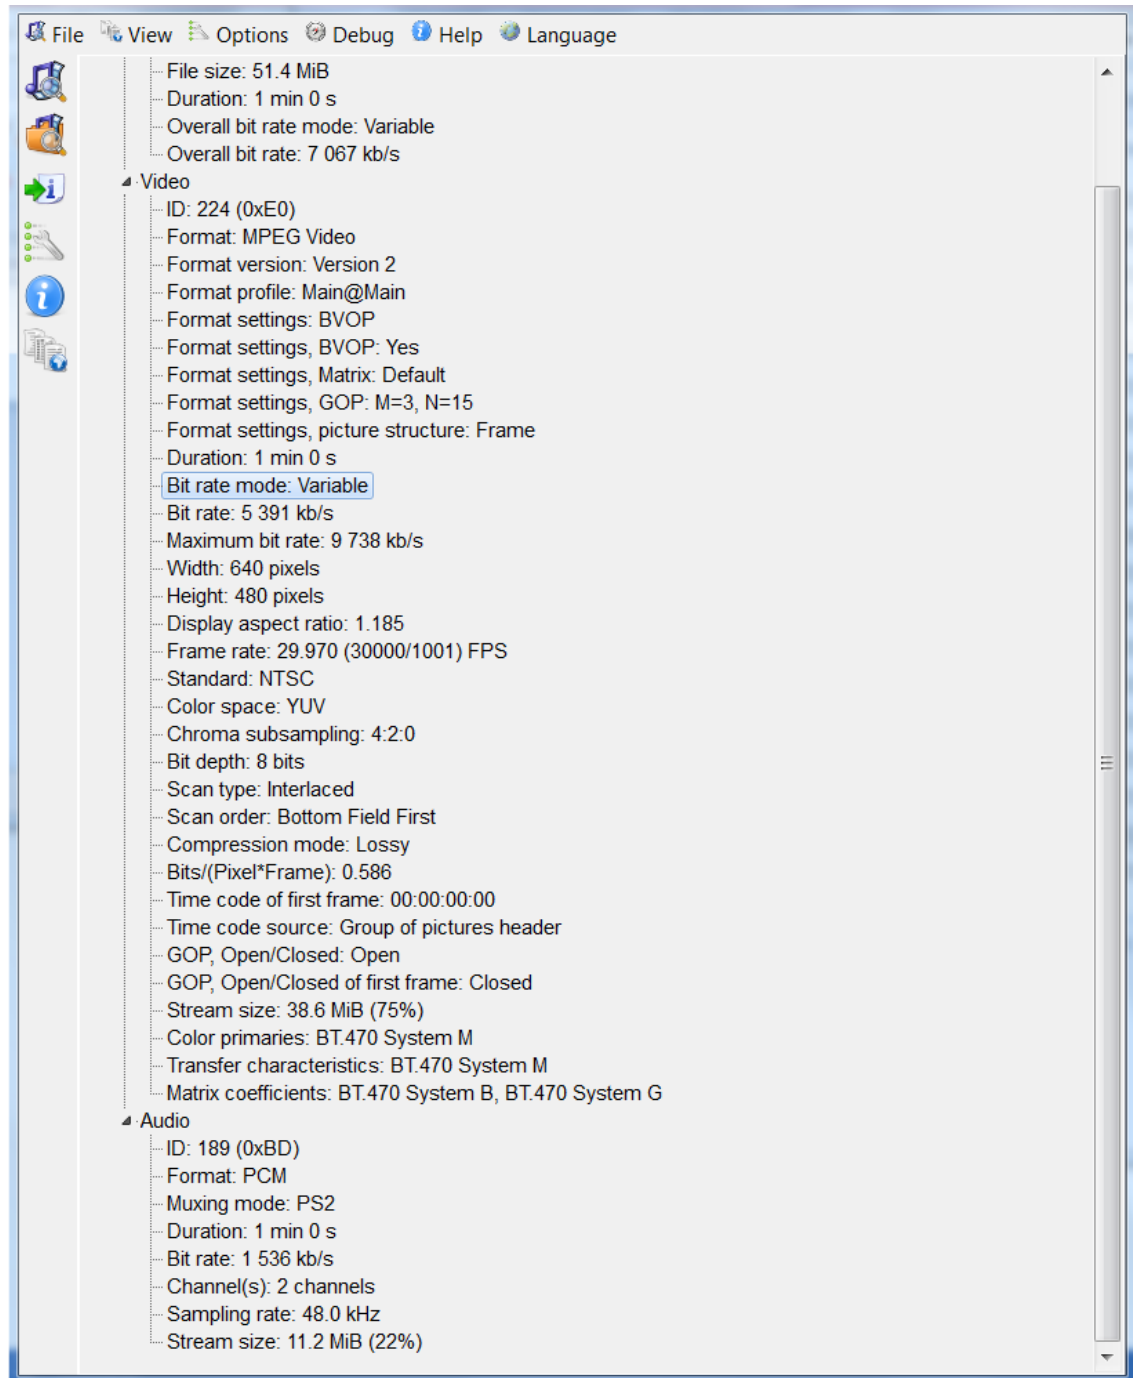 File View Options Debug Help Language
File size: 51.4 MiB
Duration: 1 min 0 s
Overall bit rate mode: Variable
Overall bit rate: 7 067 kb/s
Video
ID: 224 (0xE0)
Format: MPEG Video
Format version: Version 2
Format profile: Main@Main
Format settings: BVOP
Format settings, BVOP: Yes
Format settings, Matrix: Default
Format settings, GOP: M=3, N=15
Format settings, picture structure: Frame
Duration: 1 min 0 s
Bit rate mode: Variable
Bit rate: 5 391 kb/s
Maximum bit rate: 9 738 kb/s
Width: 640 pixels
Height: 480 pixels
Display aspect ratio: 1.185
Frame rate: 29.970 (30000/1001) FPS
Standard: NTSC
Color space: YUV
Chroma subsampling: 4:2:0
Bit depth: 8 bits
Scan type: Interlaced
Scan order: Bottom Field First
Compression mode: Lossy
Bits/(Pixel*Frame): 0.586
Time code of first frame: 00:00:00:00
Time code source: Group of pictures header
GOP, Open/Closed: Open
GOP, Open/Closed of first frame: Closed
Stream size: 38.6 MiB (75%)
Color primaries: BT.470 System M
Transfer characteristics: BT.470 System M
Matrix coefficients: BT.470 System B, BT.470 System G
Audio
ID: 189 (0xBD)
Format: PCM
Muxing mode: PS2
Duration: 1 min 0 s
Bit rate: 1 536 kb/s
Channel(s): 2 channels
Sampling rate: 48.0 kHz
Stream size: 11.2 MiB (22%)